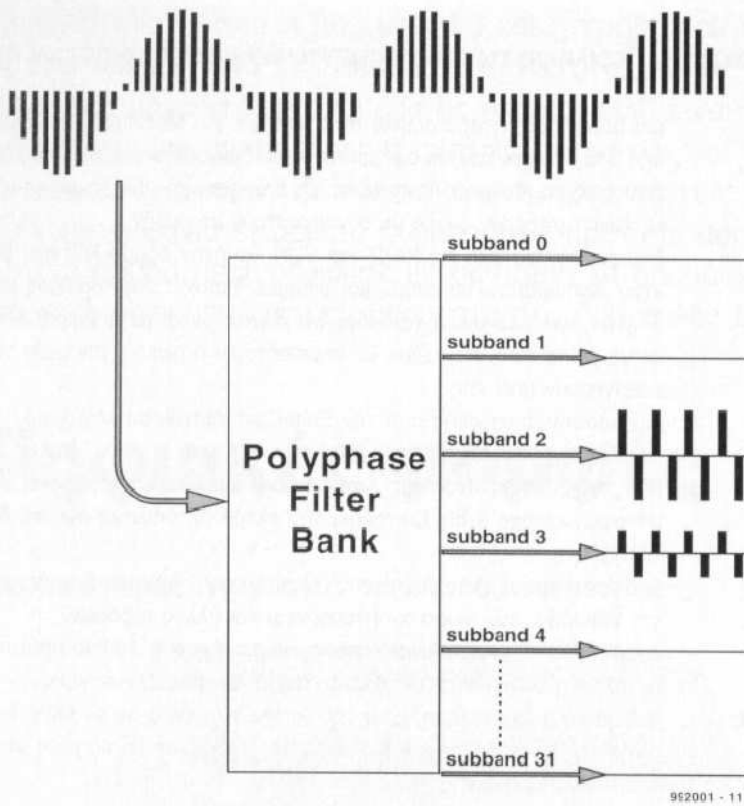 subband 0
subband 1
subband 2
Polyphase
Filter
Bank
subband 3
subband 4
subband 31
952001 - 11